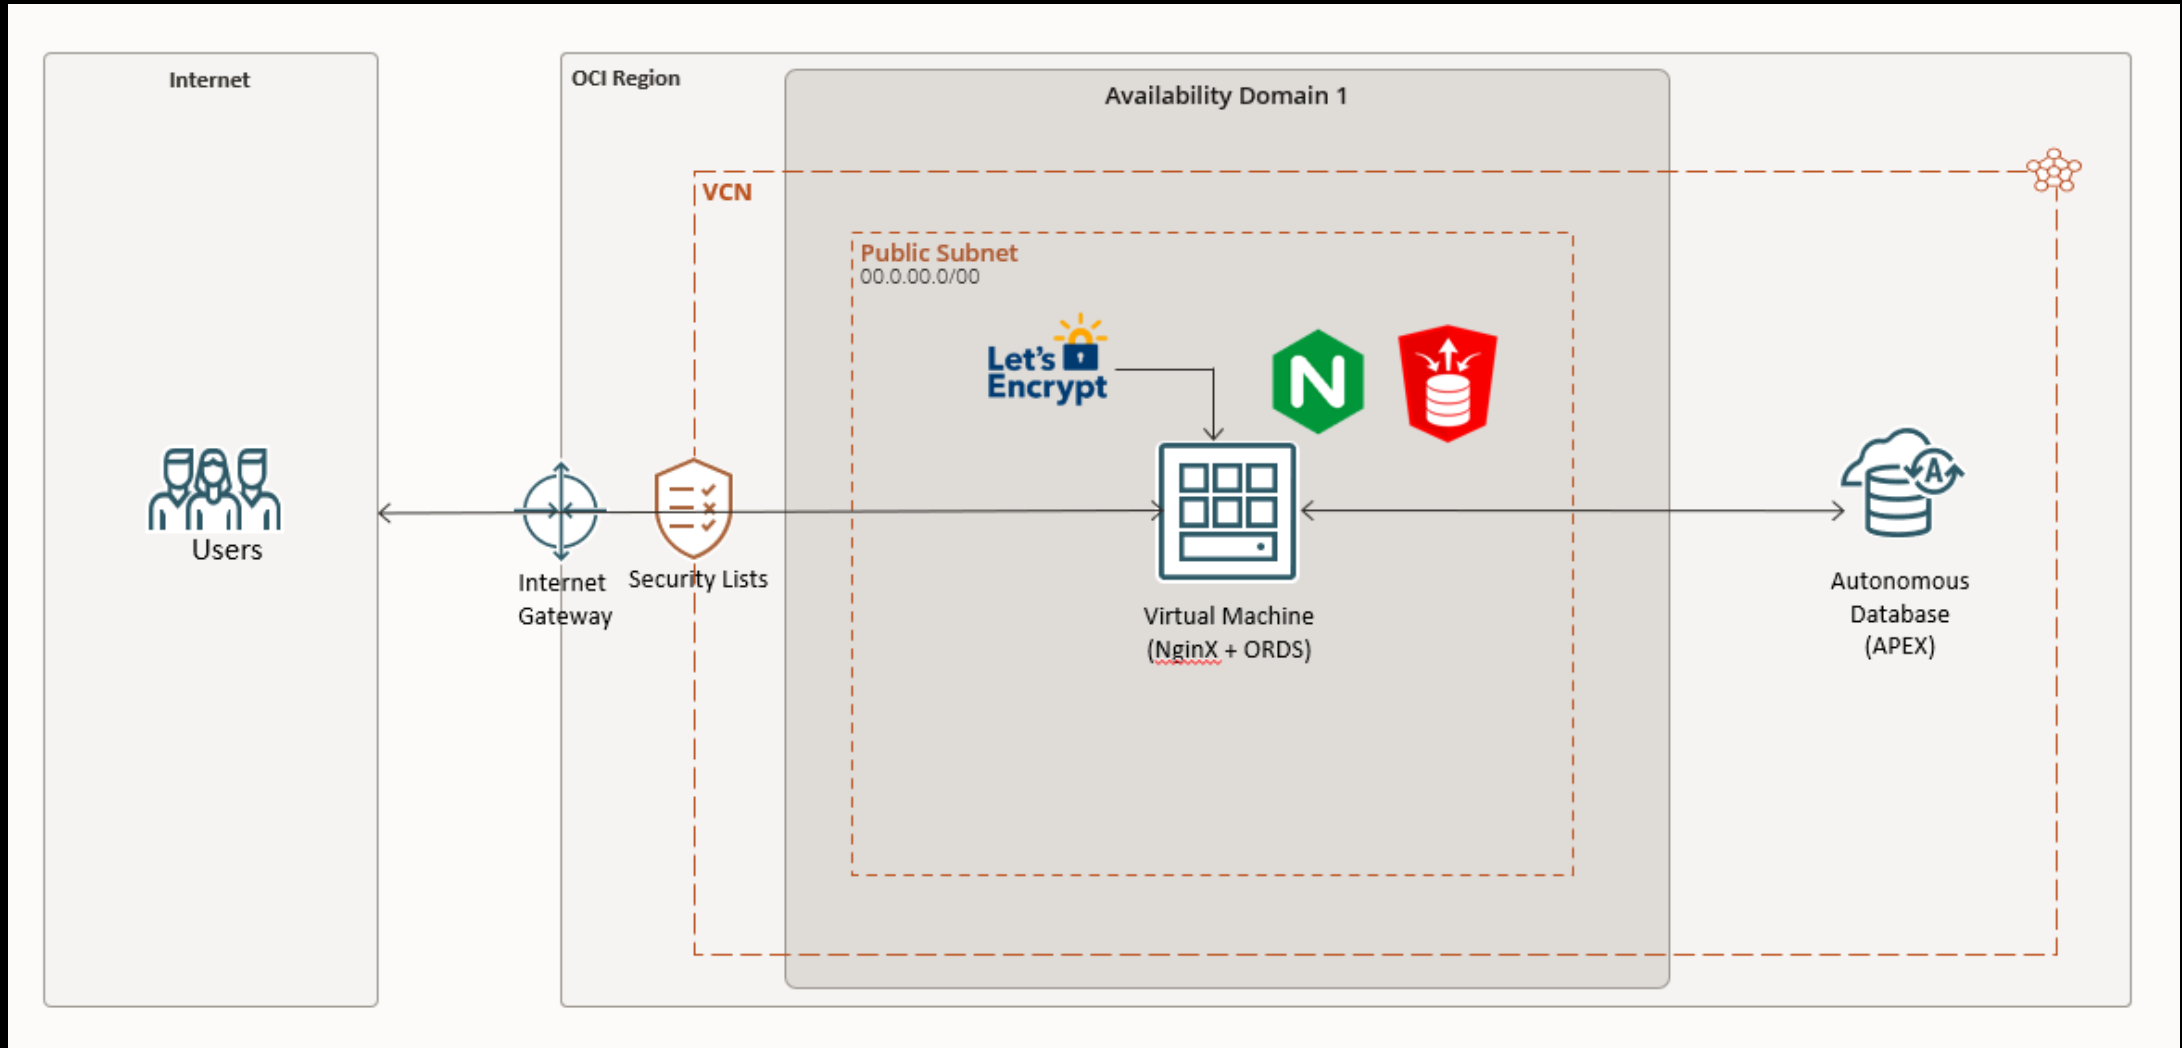 Internet
OCI Region
Availability Domain 1
VCN
Public Subnet
00.0.00.0/00
Let's
Encrypt
N
A
Users
Internet
Gateway
Security Lists
Virtual Machine
(NginX + ORDS)
Autonomous
Database
(APEX)